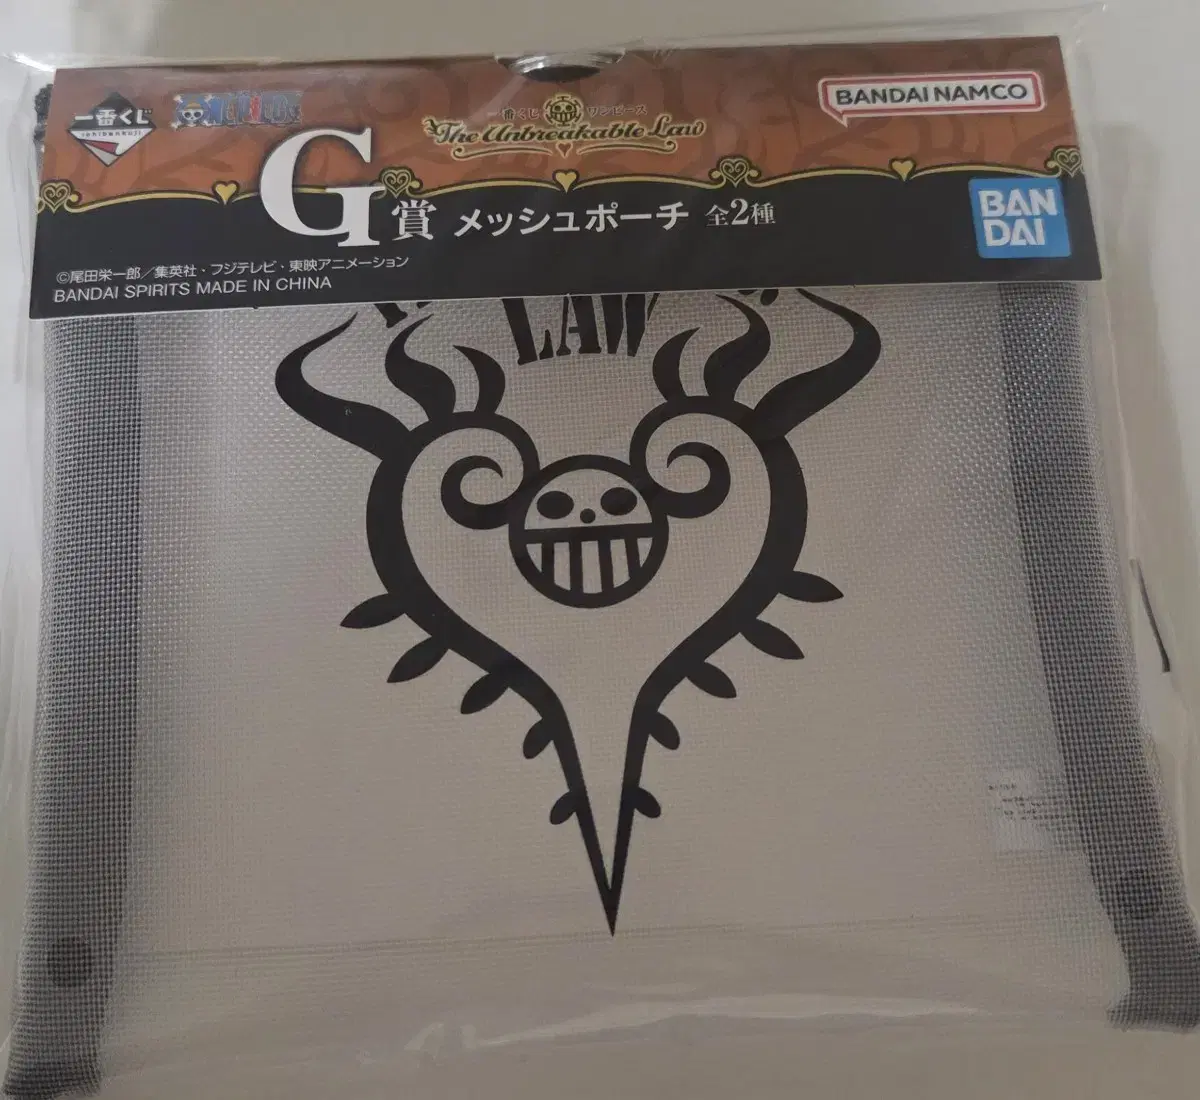 一番くじ
ichibankuji
ONE PIECE
一番くじ ワンピース
The Unbreakable Law
BANDAI NAMCO
G賞 メッシュポーチ 全2種
BAN
DAI
©尾田栄一郎／集英社・フジテレビ・東映アニメーション
BANDAI SPIRITS MADE IN CHINA
LAW